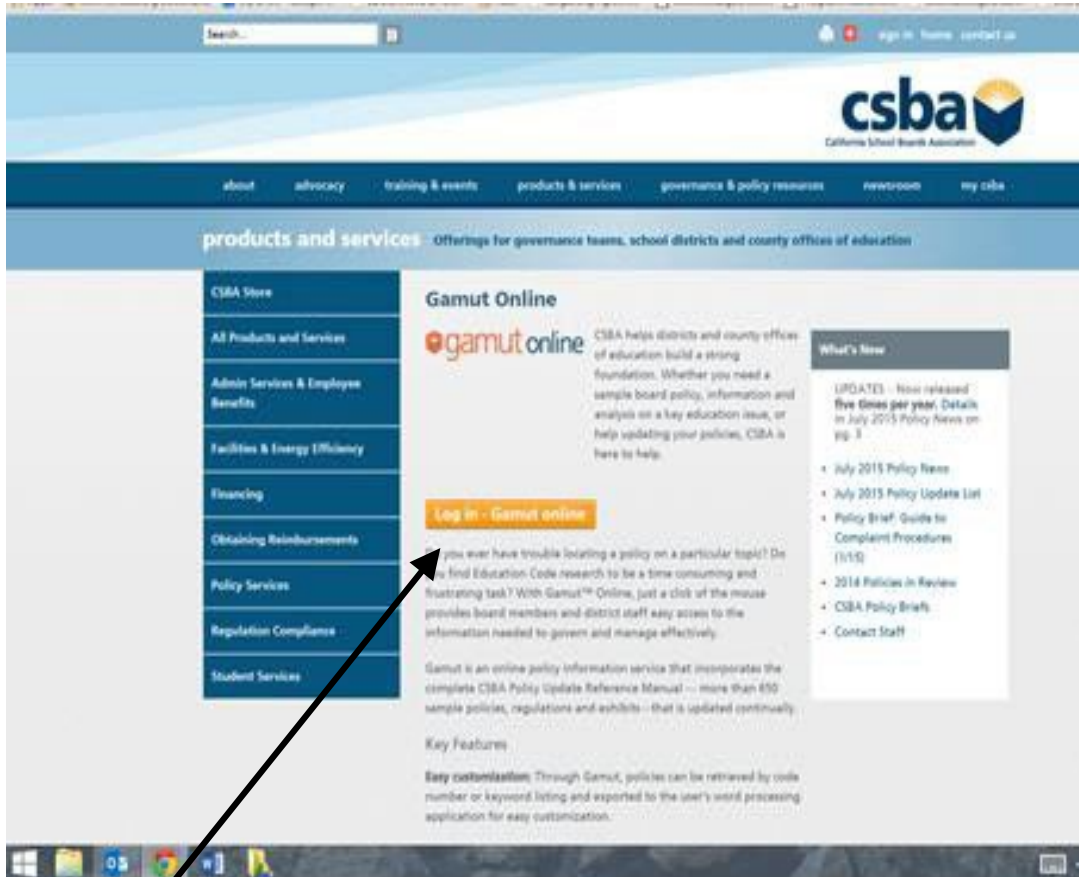 Search...
sign in home contact us
csba
California School Boards Association
about advocacy training & events products & services governance & policy resources newsroom my csba
products and services Offerings for governance teams, school districts and county offices of education
CSBA Store
All Products and Services
Admin Services & Employee
Benefits
Facilities & Energy Efficiency
Financing
Obtaining Reimbursements
Policy Services
Regulation Compliance
Student Services
Gamut Online
gamut online
CSBA helps districts and county offices
of education build a strong
foundation. Whether you need a
sample board policy, information and
analysis on a key education issue, or
help updating your policies, CSBA is
here to help.
Log in - Gamut online
you ever have trouble locating a policy on a particular topic? Do
find Education Code research to be a time consuming and
frustrating task? With Gamut™ Online, just a click of the mouse
provides board members and district staff easy access to the
information needed to govern and manage effectively.
Gamut is an online policy information service that incorporates the
complete CSBA Policy Update Reference Manual -- more than 650
sample policies, regulations and exhibits - that is updated continually.
Key Features
Easy customization: Through Gamut, policies can be retrieved by code
number or keyword listing and exported to the user's word processing
application for easy customization.
What's New
UPDATES - Now released
five times per year. Details
in July 2015 Policy News on
pg. 3
• July 2015 Policy News
• July 2015 Policy Update List
• Policy Brief: Guide to
Complaint Procedures
(1/15)
• 2014 Policies in Review
• CSBA Policy Briefs
• Contact Staff